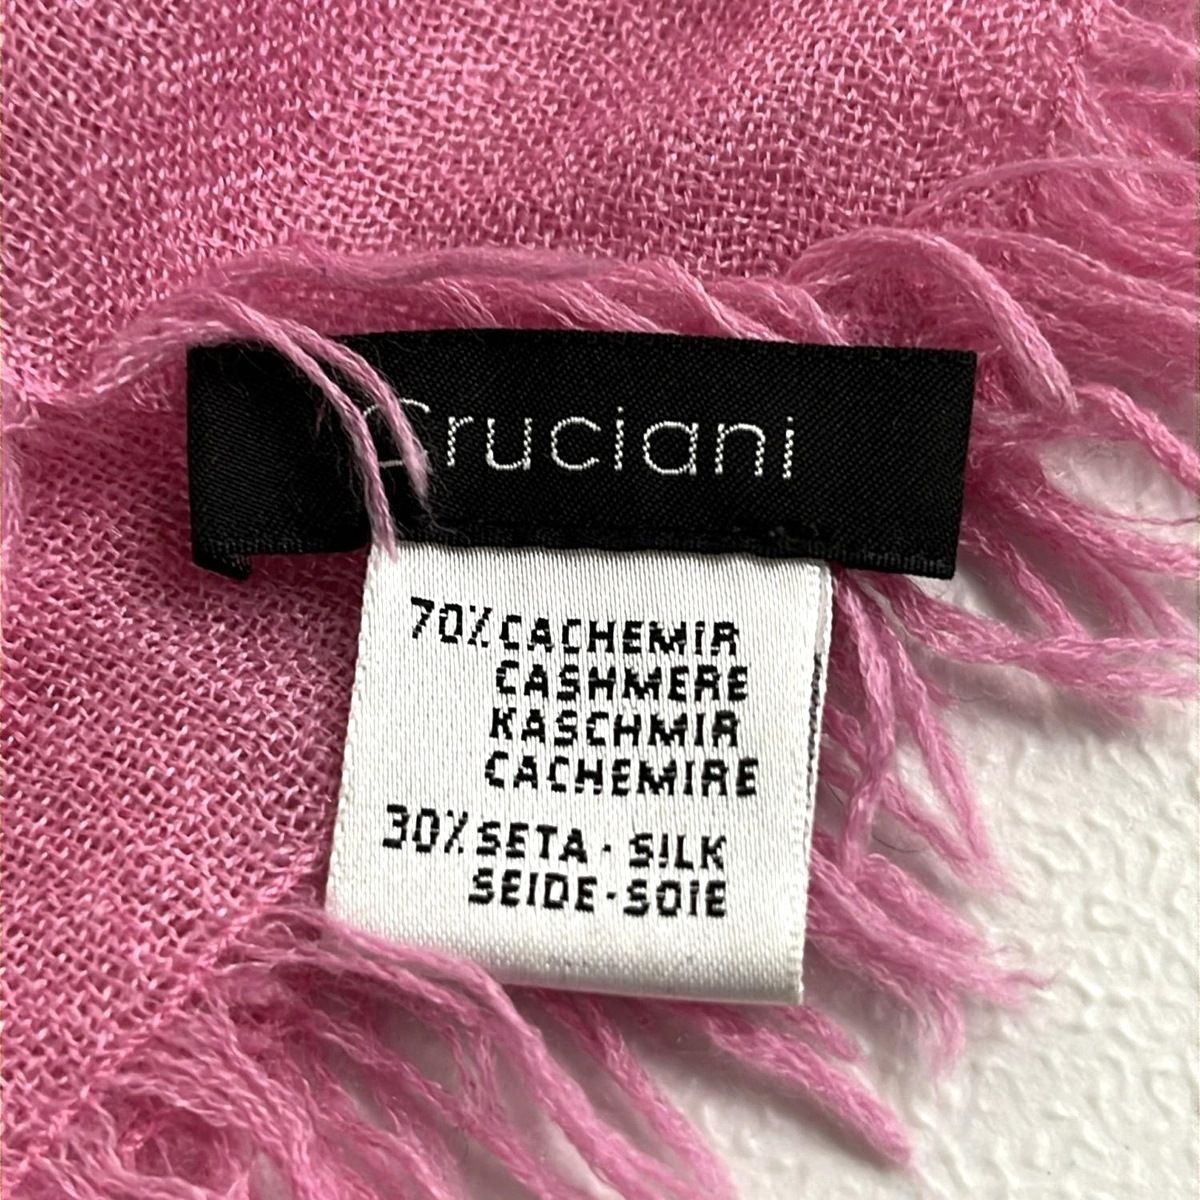 Cruciani
70% CACHEMIR
CASHMERE
KASCHMIR
CACHEMIRE
30% SETA · SILK
SEIDE - SOIE